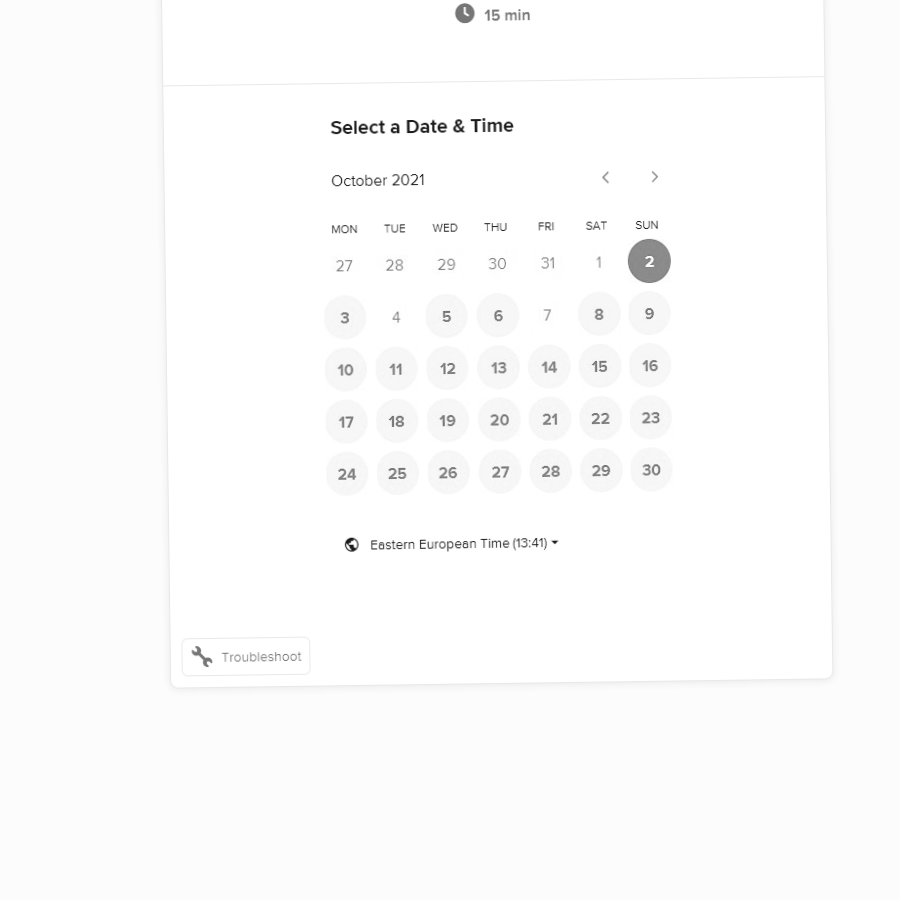 15 min
Select a Date & Time
October 2021
MON TUE WED THU FRI SAT SUN
27 28 29 30 31 1 2
3 4 5 6 7 8 9
10 11 12 13 14 15 16
17 18 19 20 21 22 23
24 25 26 27 28 29 30
Eastern European Time (13:41)
Troubleshoot